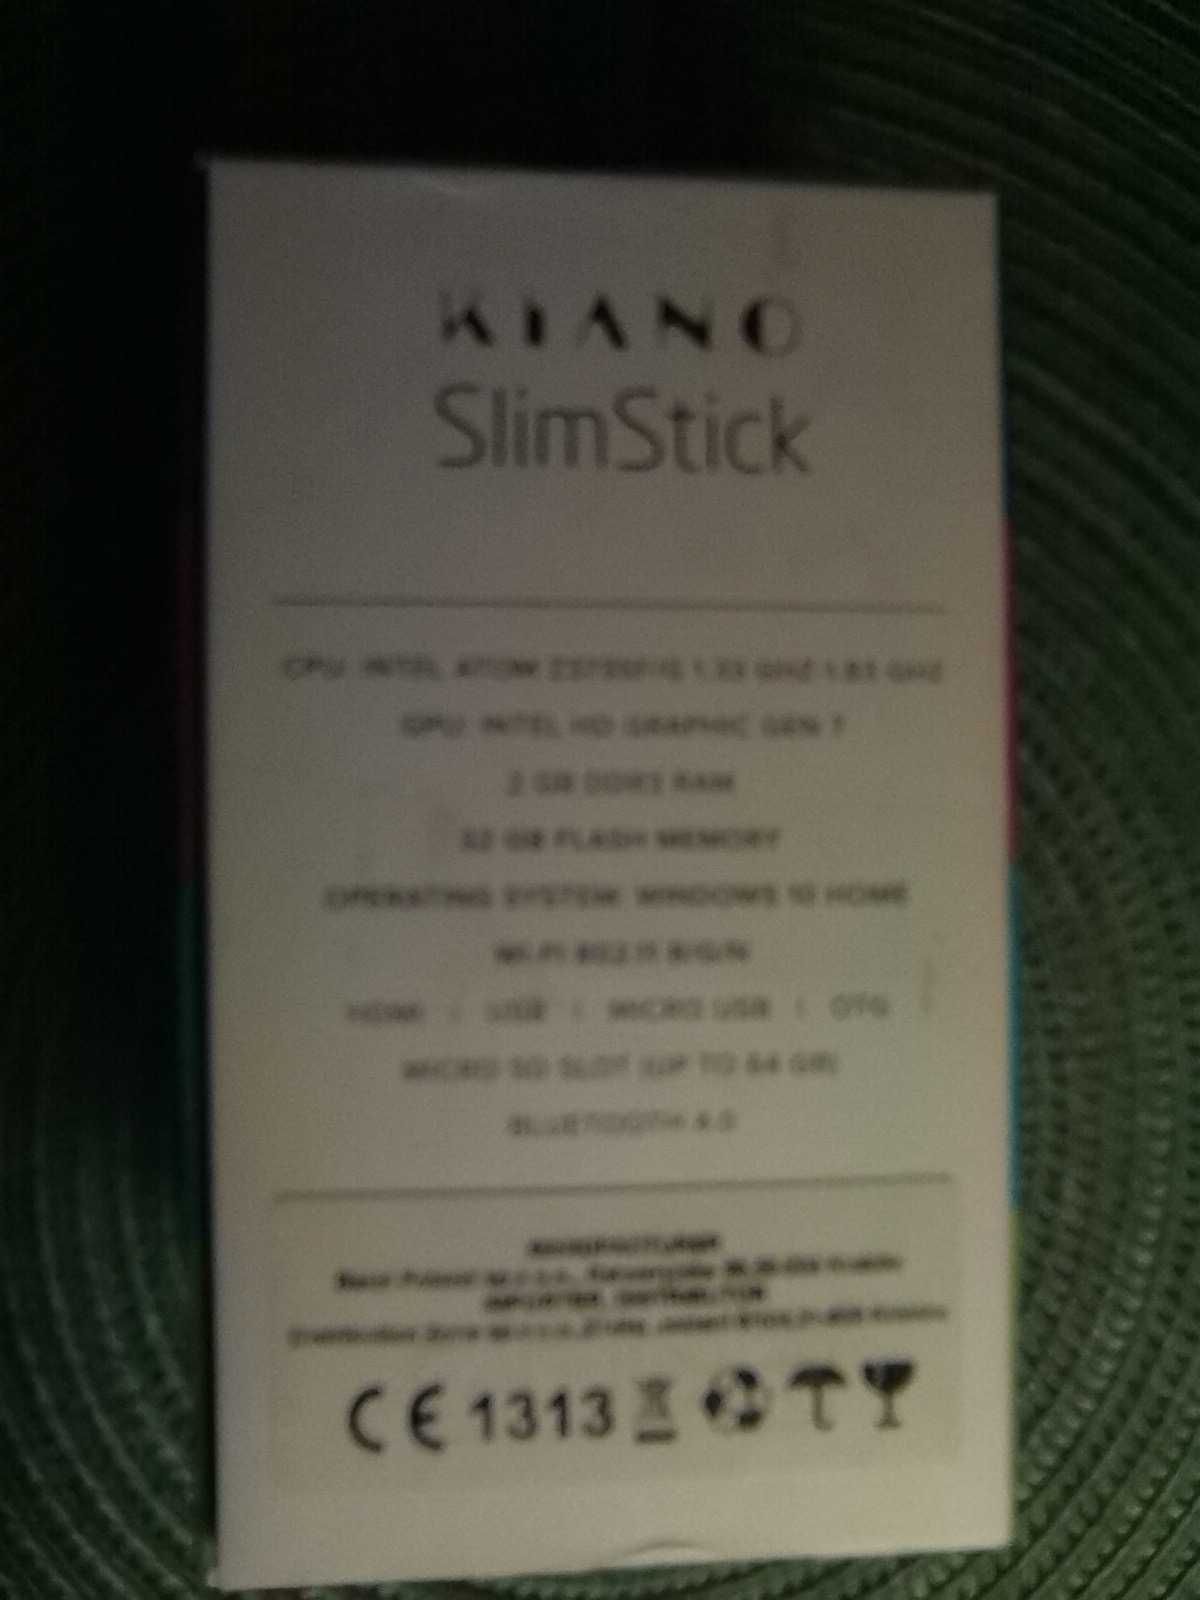 KIANO
SlimStick
CPU: INTEL ATOM 1.33 GHZ-1.83 GHZ
GPU: INTEL HD GRAPHIC GEN 7
2 GB DDR3 RAM
32 GB FLASH MEMORY
OPERATING SYSTEM: WINDOWS 10 HOME
WI-FI 802.11 B/G/N
HDMI | USB | MICRO USB | OTG
MICRO SD SLOT (UP TO 64 GB)
BLUETOOTH 4.0
MANUFACTURER
IMPORTER, DISTRIBUTOR
CE 1313